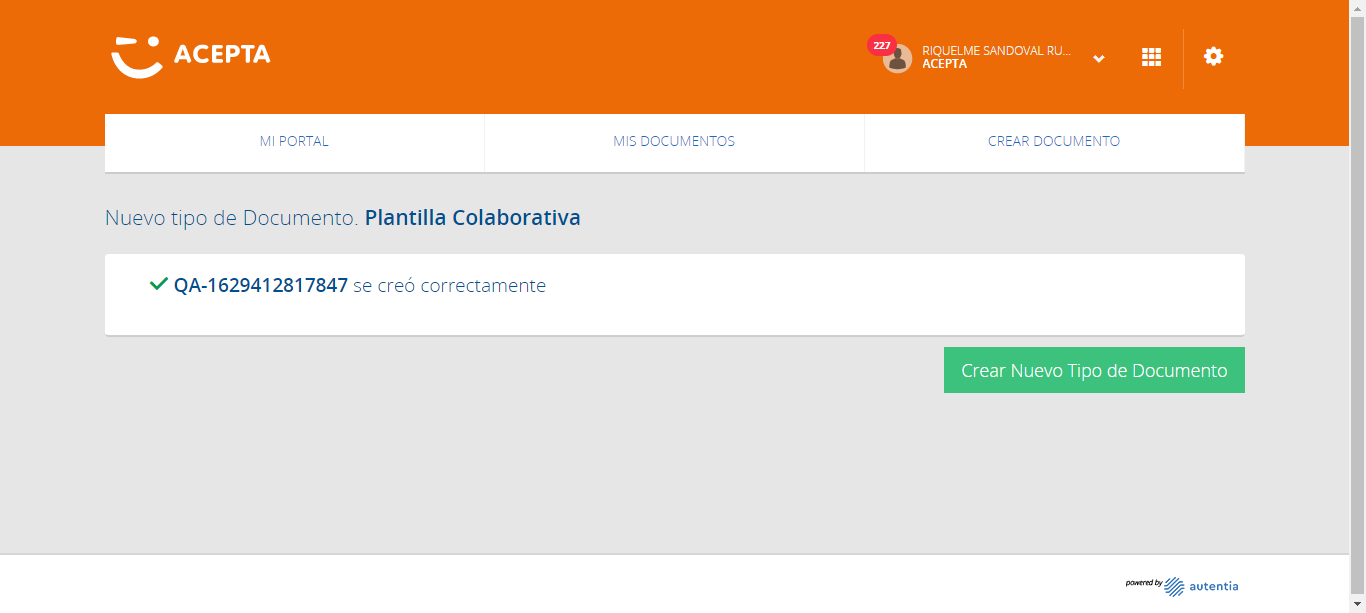 ACEPTA
227
RIQUELME SANDOVAL RU...
ACEPTA
MI PORTAL
MIS DOCUMENTOS
CREAR DOCUMENTO
Nuevo tipo de Documento. Plantilla Colaborativa
QA-1629412817847 se creó correctamente
Crear Nuevo Tipo de Documento
powered by autentia